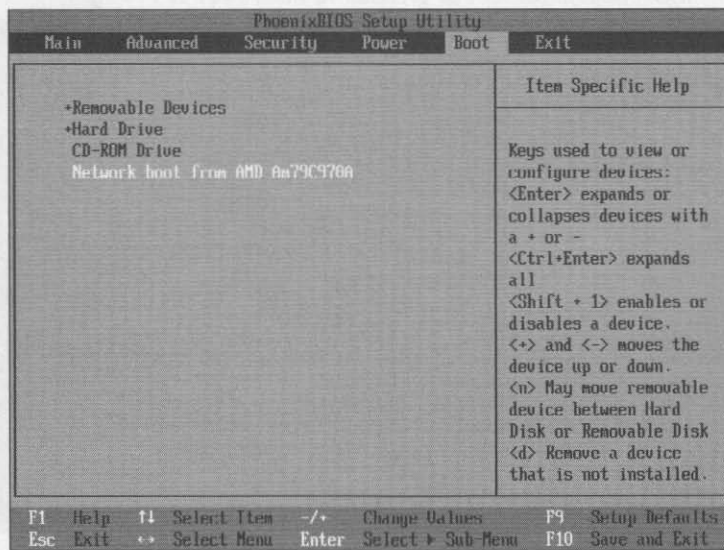 PhoenixBIOS Setup Utility
Main Advanced Security Power Boot Exit
+Removable Devices
+Hard Drive
CD-ROM Drive
Network boot from AMD Am79C970A
Item Specific Help
Keys used to view or
configure devices:
<Enter> expands or
collapses devices with
a + or -
<Ctrl+Enter> expands
all
<Shift + 1> enables or
disables a device.
<+> and <-> moves the
device up or down.
<n> May move removable
device between Hard
Disk or Removable Disk
<d> Remove a device
that is not installed.
F1 Help ↑↓ Select Item -/+ Change Values F9 Setup Defaults
Esc Exit ↔ Select Menu Enter Select ▶ Sub-Menu F10 Save and Exit